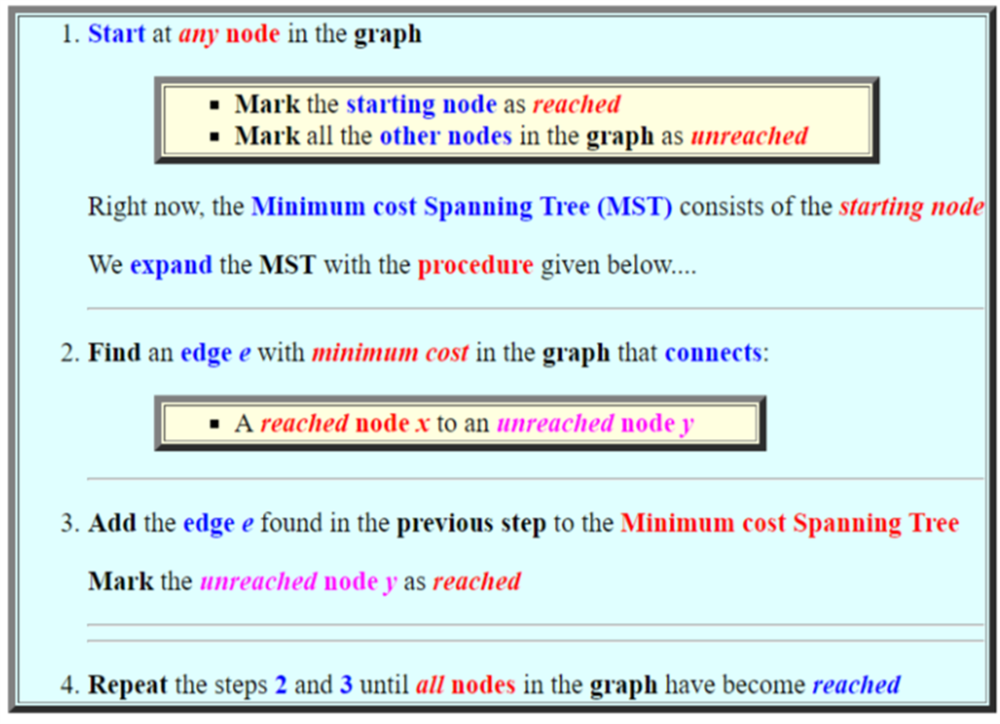 1. Start at any node in the graph
▪ Mark the starting node as reached
▪ Mark all the other nodes in the graph as unreached
Right now, the Minimum cost Spanning Tree (MST) consists of the starting node
We expand the MST with the procedure given below....
2. Find an edge e with minimum cost in the graph that connects:
▪ A reached node x to an unreached node y
3. Add the edge e found in the previous step to the Minimum cost Spanning Tree
Mark the unreached node y as reached
4. Repeat the steps 2 and 3 until all nodes in the graph have become reached